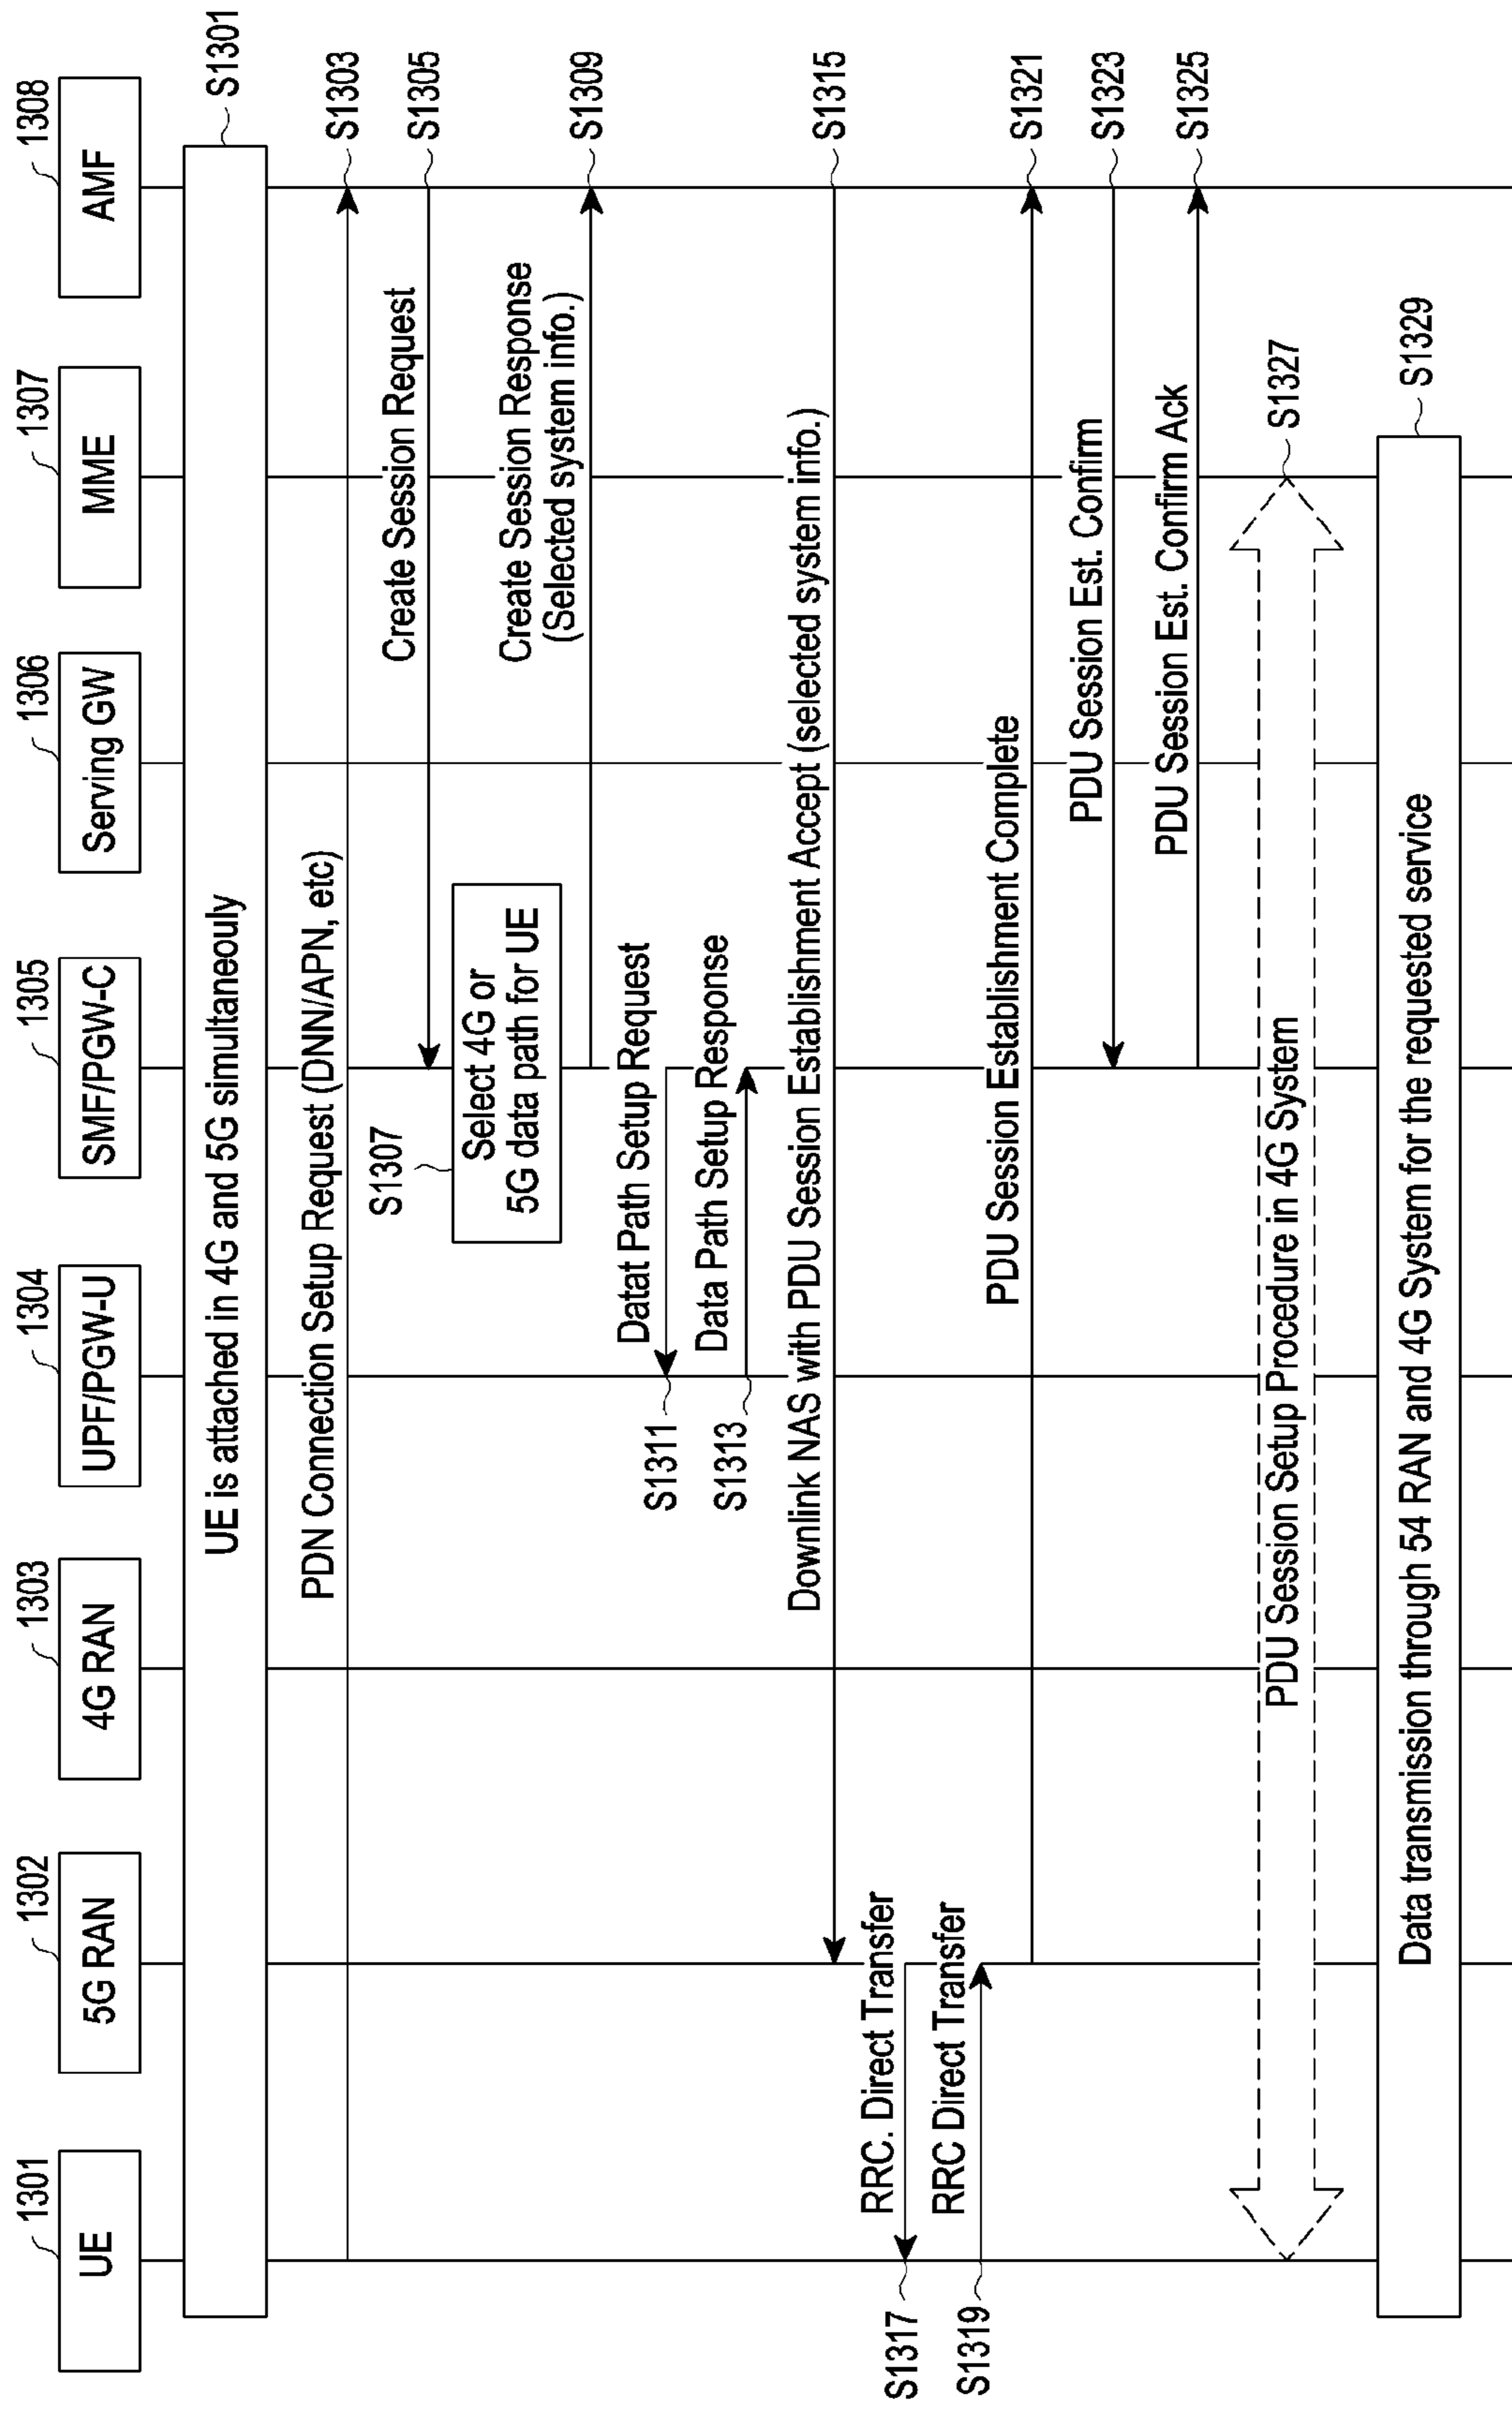 1301
1302
1303
1304
1305
1306
1307
1308
UE
5G RAN
4G RAN
UPF/PGW-U
SMF/PGW-C
Serving GW
MME
AMF
UE is attached in 4G and 5G simultaneouly
S1301
PDN Connection Setup Request (DNN/APN, etc)
S1303
Create Session Request
S1305
S1307
Select 4G or
5G data path for UE
Create Session Response
(Selected system info.)
S1309
Datat Path Setup Request
S1311
Data Path Setup Response
S1313
Downlink NAS with PDU Session Establishment Accept (selected system info.)
S1315
RRC. Direct Transfer
S1317
RRC Direct Transfer
S1319
PDU Session Establishment Complete
S1321
PDU Session Est. Confirm
S1323
PDU Session Est. Confirm Ack
S1325
PDU Session Setup Procedure in 4G System
S1327
Data transmission through 54 RAN and 4G System for the requested service
S1329